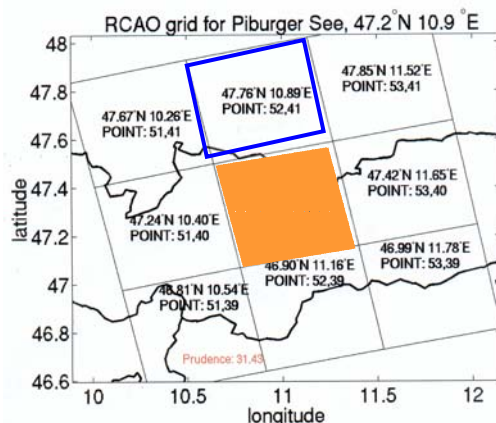 RCAO grid for Piburger See, 47.2°N 10.9 °E
48
47.8
47.6
47.4
47.2
47
46.8
46.6
latitude
47.67°N 10.26°E
POINT: 51,41
47.76°N 10.89°E
POINT: 52,41
47.85°N 11.52°E
POINT: 53,41
47.24°N 10.40°E
POINT: 51,40
47.42°N 11.65°E
POINT: 53,40
46.81°N 10.54°E
POINT: 51,39
46.90°N 11.16°E
POINT: 52,39
46.99°N 11.78°E
POINT: 53,39
Prudence: 31,43
10 10.5 11 11.5 12
longitude